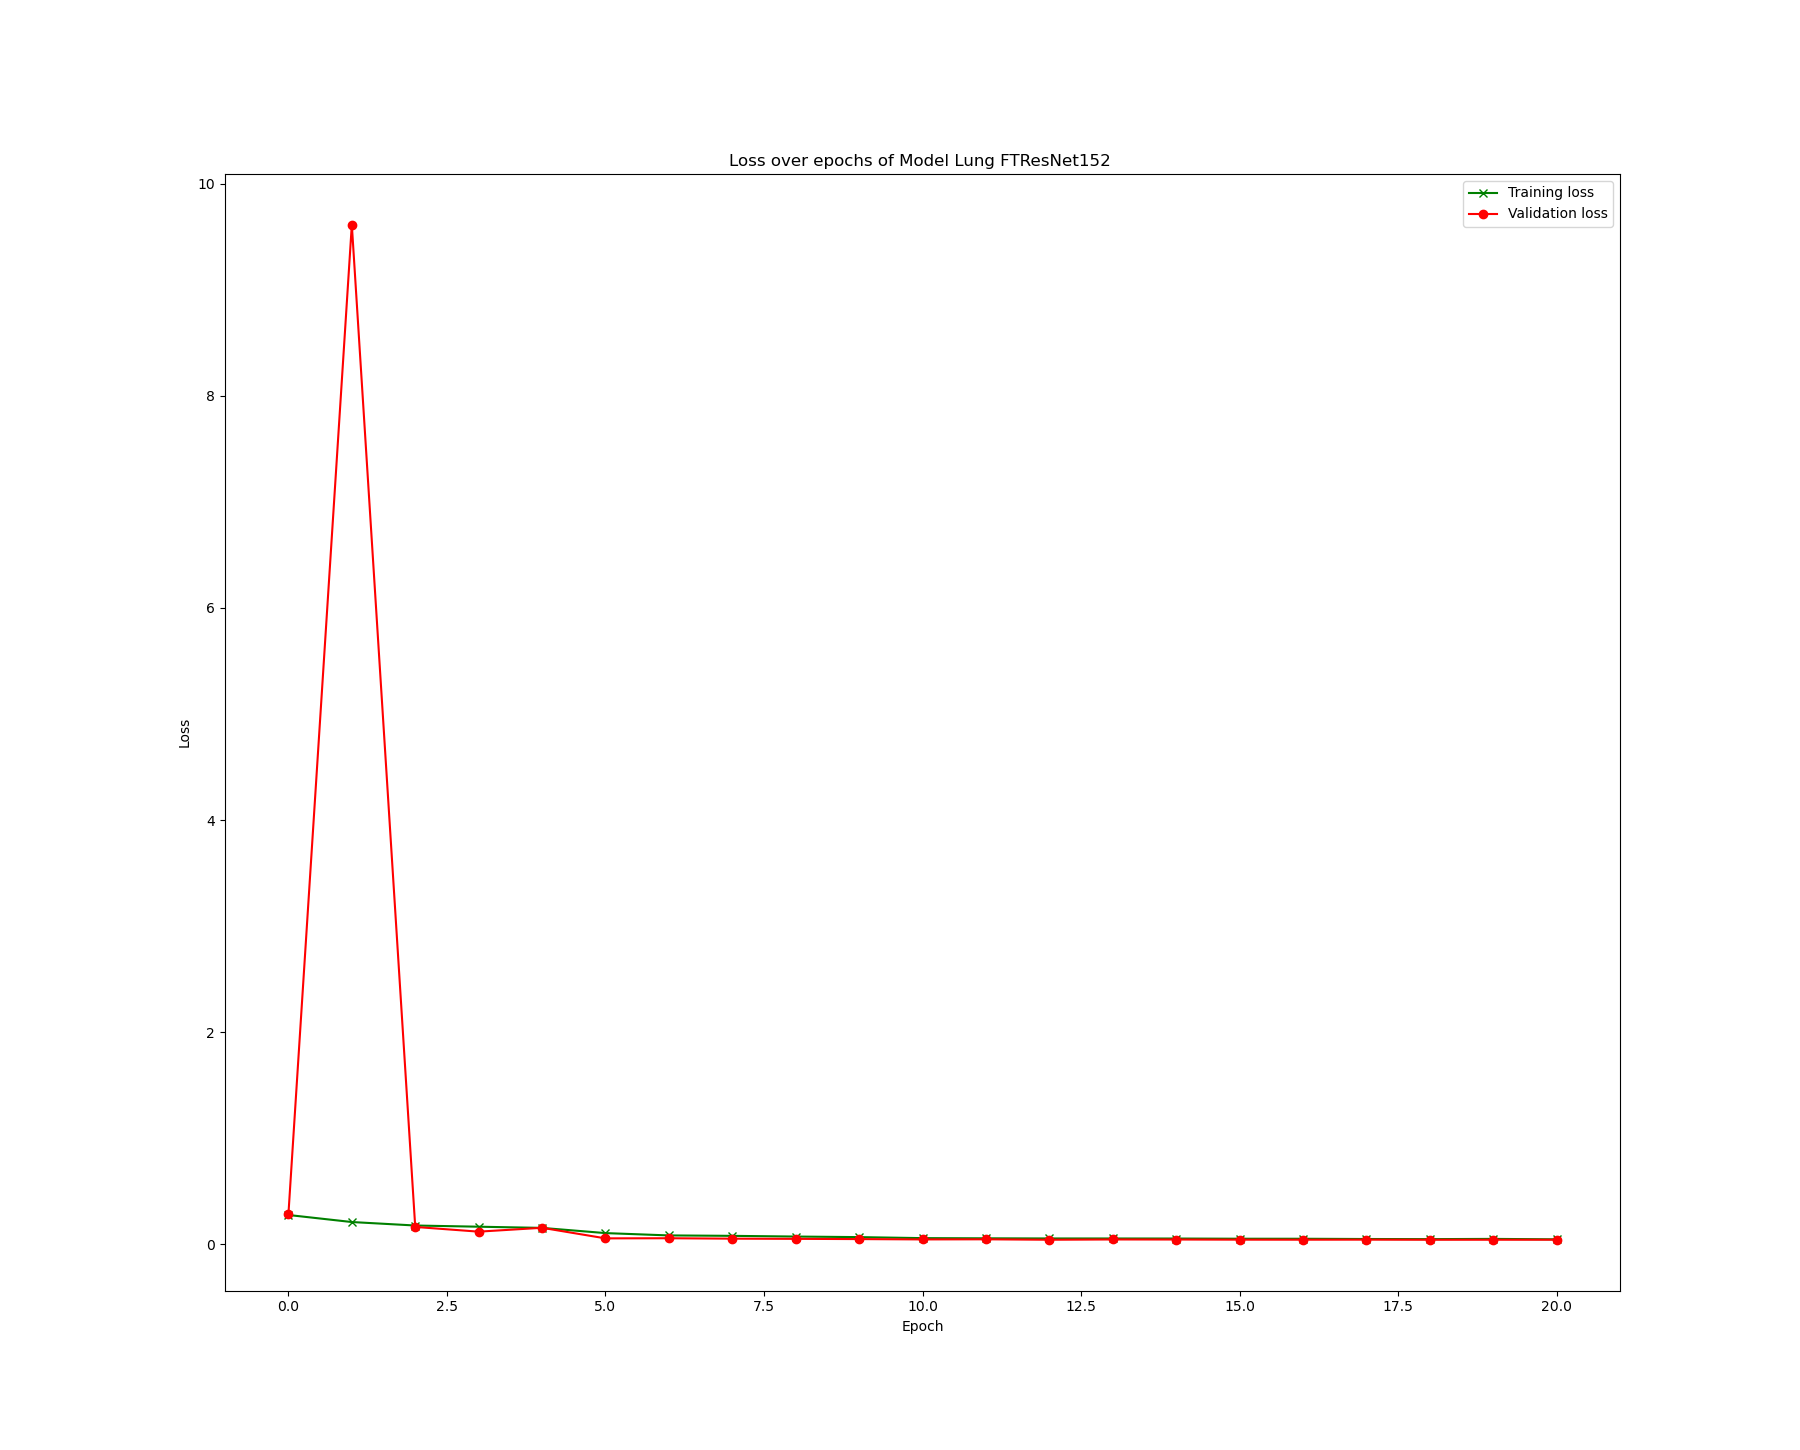 Loss over epochs of Model Lung FTResNet152
Training loss
Validation loss
10
8
6
4
2
0
Loss
0.0 2.5 5.0 7.5 10.0 12.5 15.0 17.5 20.0
Epoch